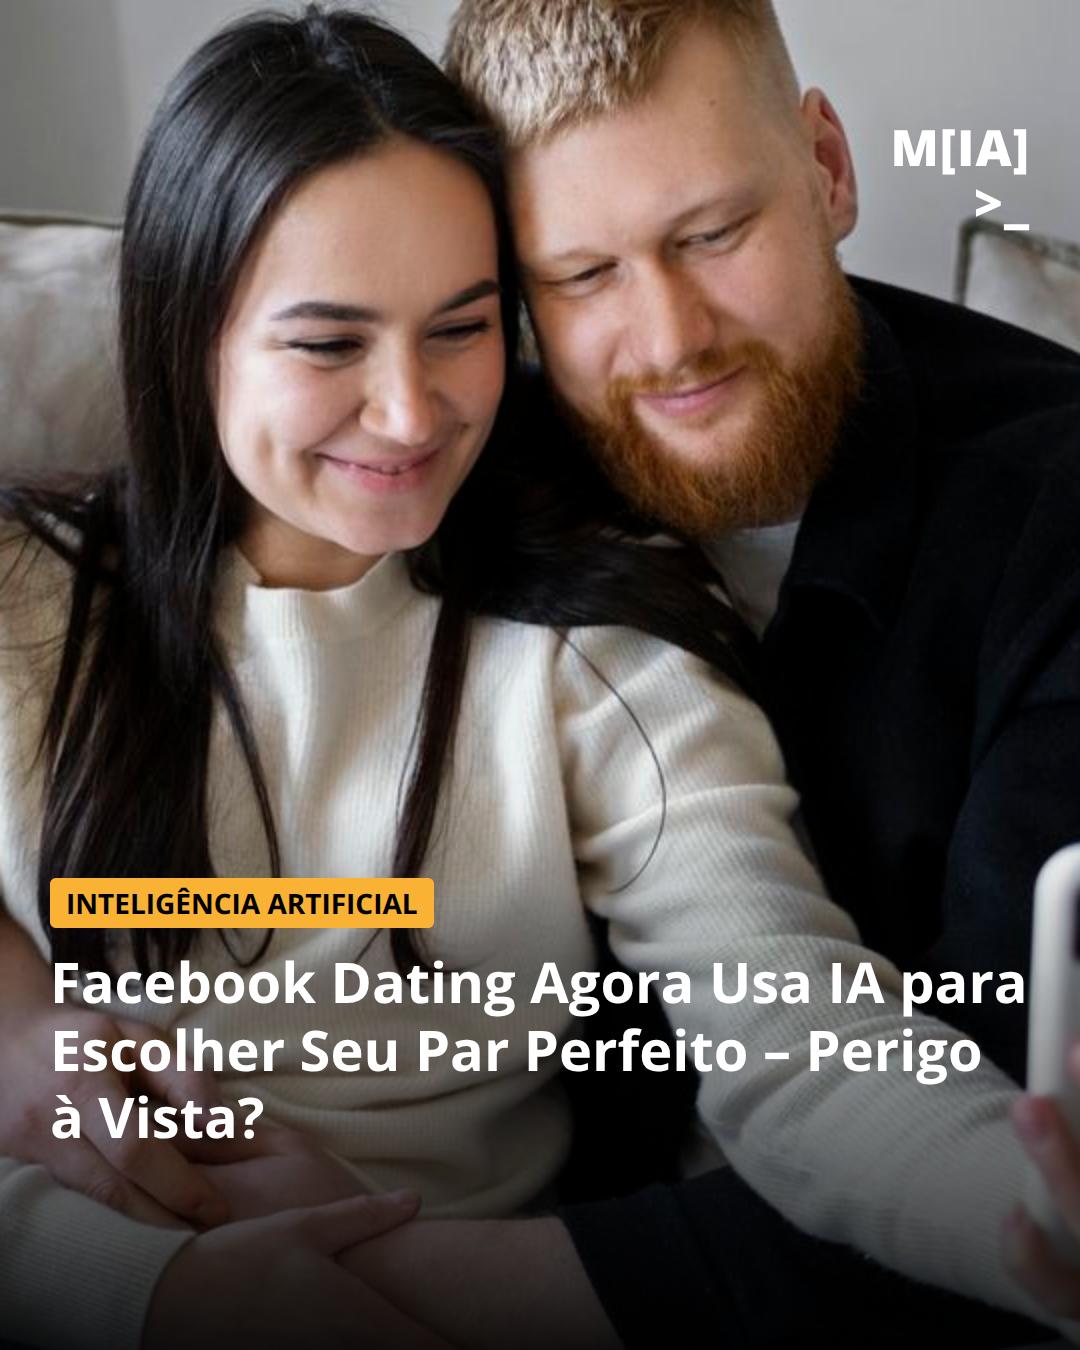 M[IA]
>_
INTELIGÊNCIA ARTIFICIAL
Facebook Dating Agora Usa IA para
Escolher Seu Par Perfeito – Perigo
à Vista?